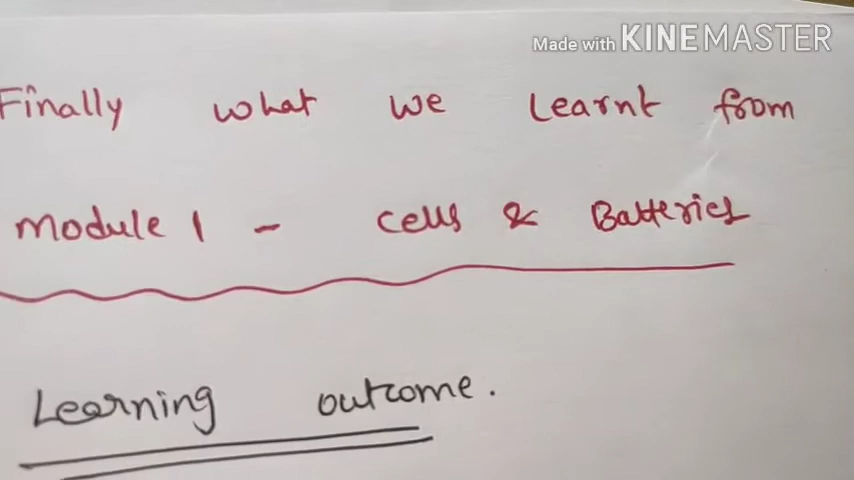 Made with KINEMASTER
Finally what we learnt from
Module 1 - Cells & Batteries
Learning outcome.